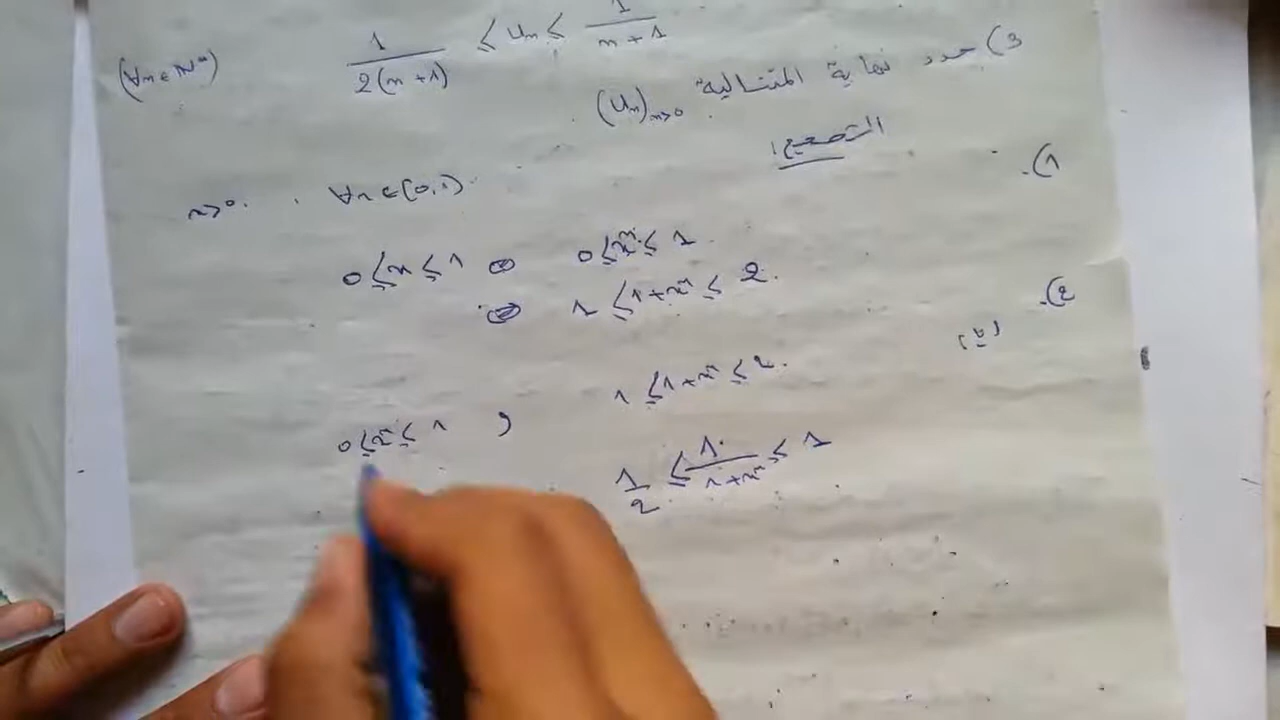 (∀n∈ℕ*) 1/2(n+1) ≤ Un ≤ 1/n+1
3) حدد نهاية المتتالية (Un)n>0.
التصحيح:
1). ∀x∈[0,1]. n>0.
0≤x≤1 ⇔ 0≤xⁿ≤1.
⇔ 1≤1+xⁿ≤2.
2).
1≤1+xⁿ≤2.
0≤xⁿ≤1 , 1/2 ≤ 1/1+xⁿ ≤ 1